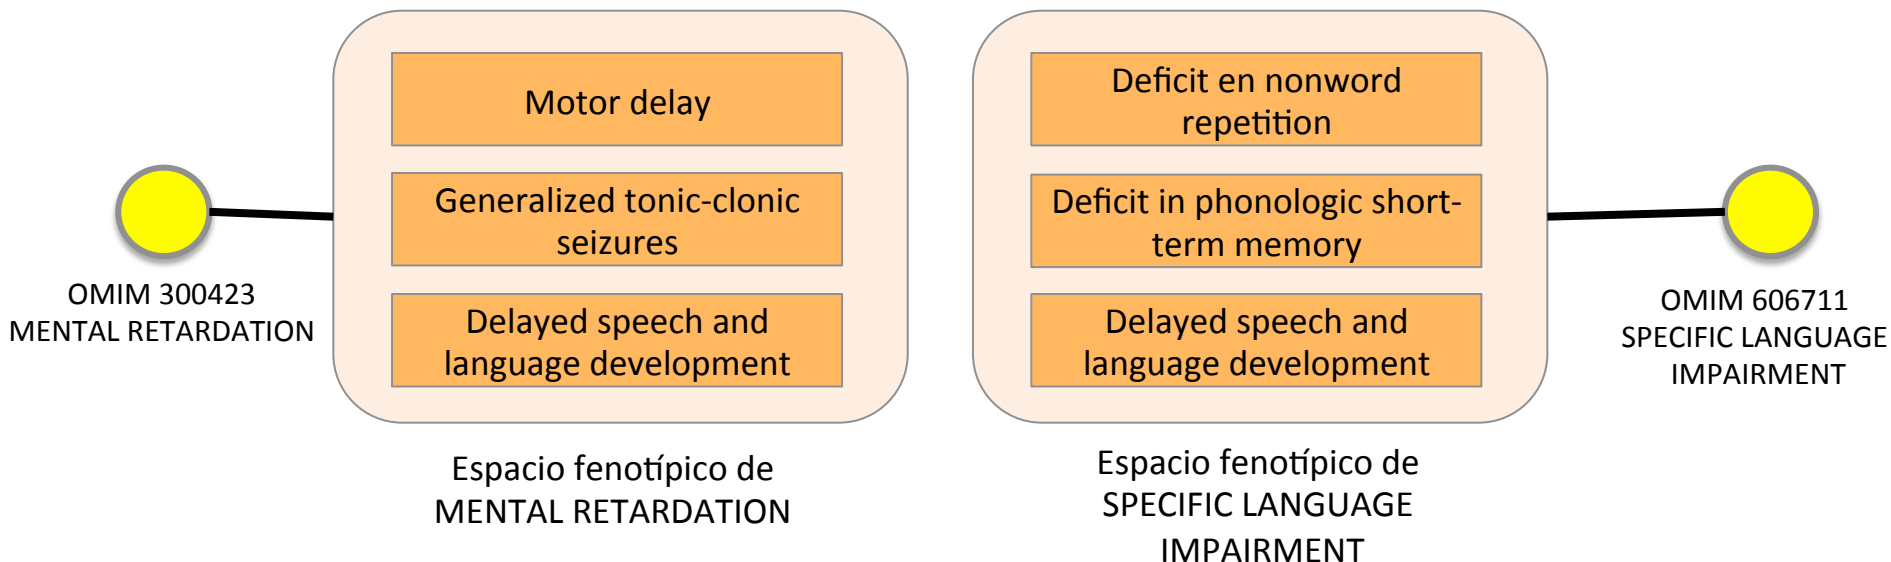 Motor delay
Generalized tonic-clonic
seizures
Delayed speech and
language development
OMIM 300423
MENTAL RETARDATION
Espacio fenotípico de
MENTAL RETARDATION
Deficit en nonword
repetition
Deficit in phonologic short-
term memory
Delayed speech and
language development
OMIM 606711
SPECIFIC LANGUAGE
IMPAIRMENT
Espacio fenotípico de
SPECIFIC LANGUAGE
IMPAIRMENT